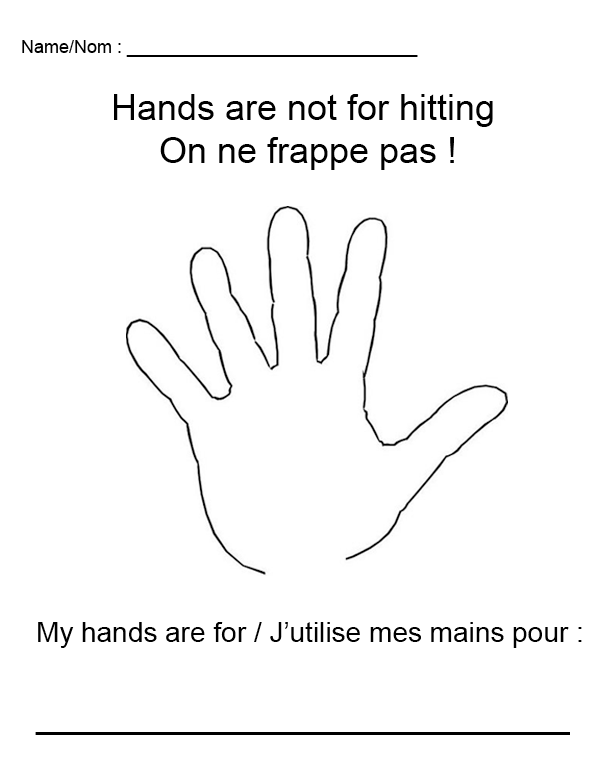 Name/Nom : ______________________________
Hands are not for hitting
On ne frappe pas !
My hands are for / J’utilise mes mains pour :